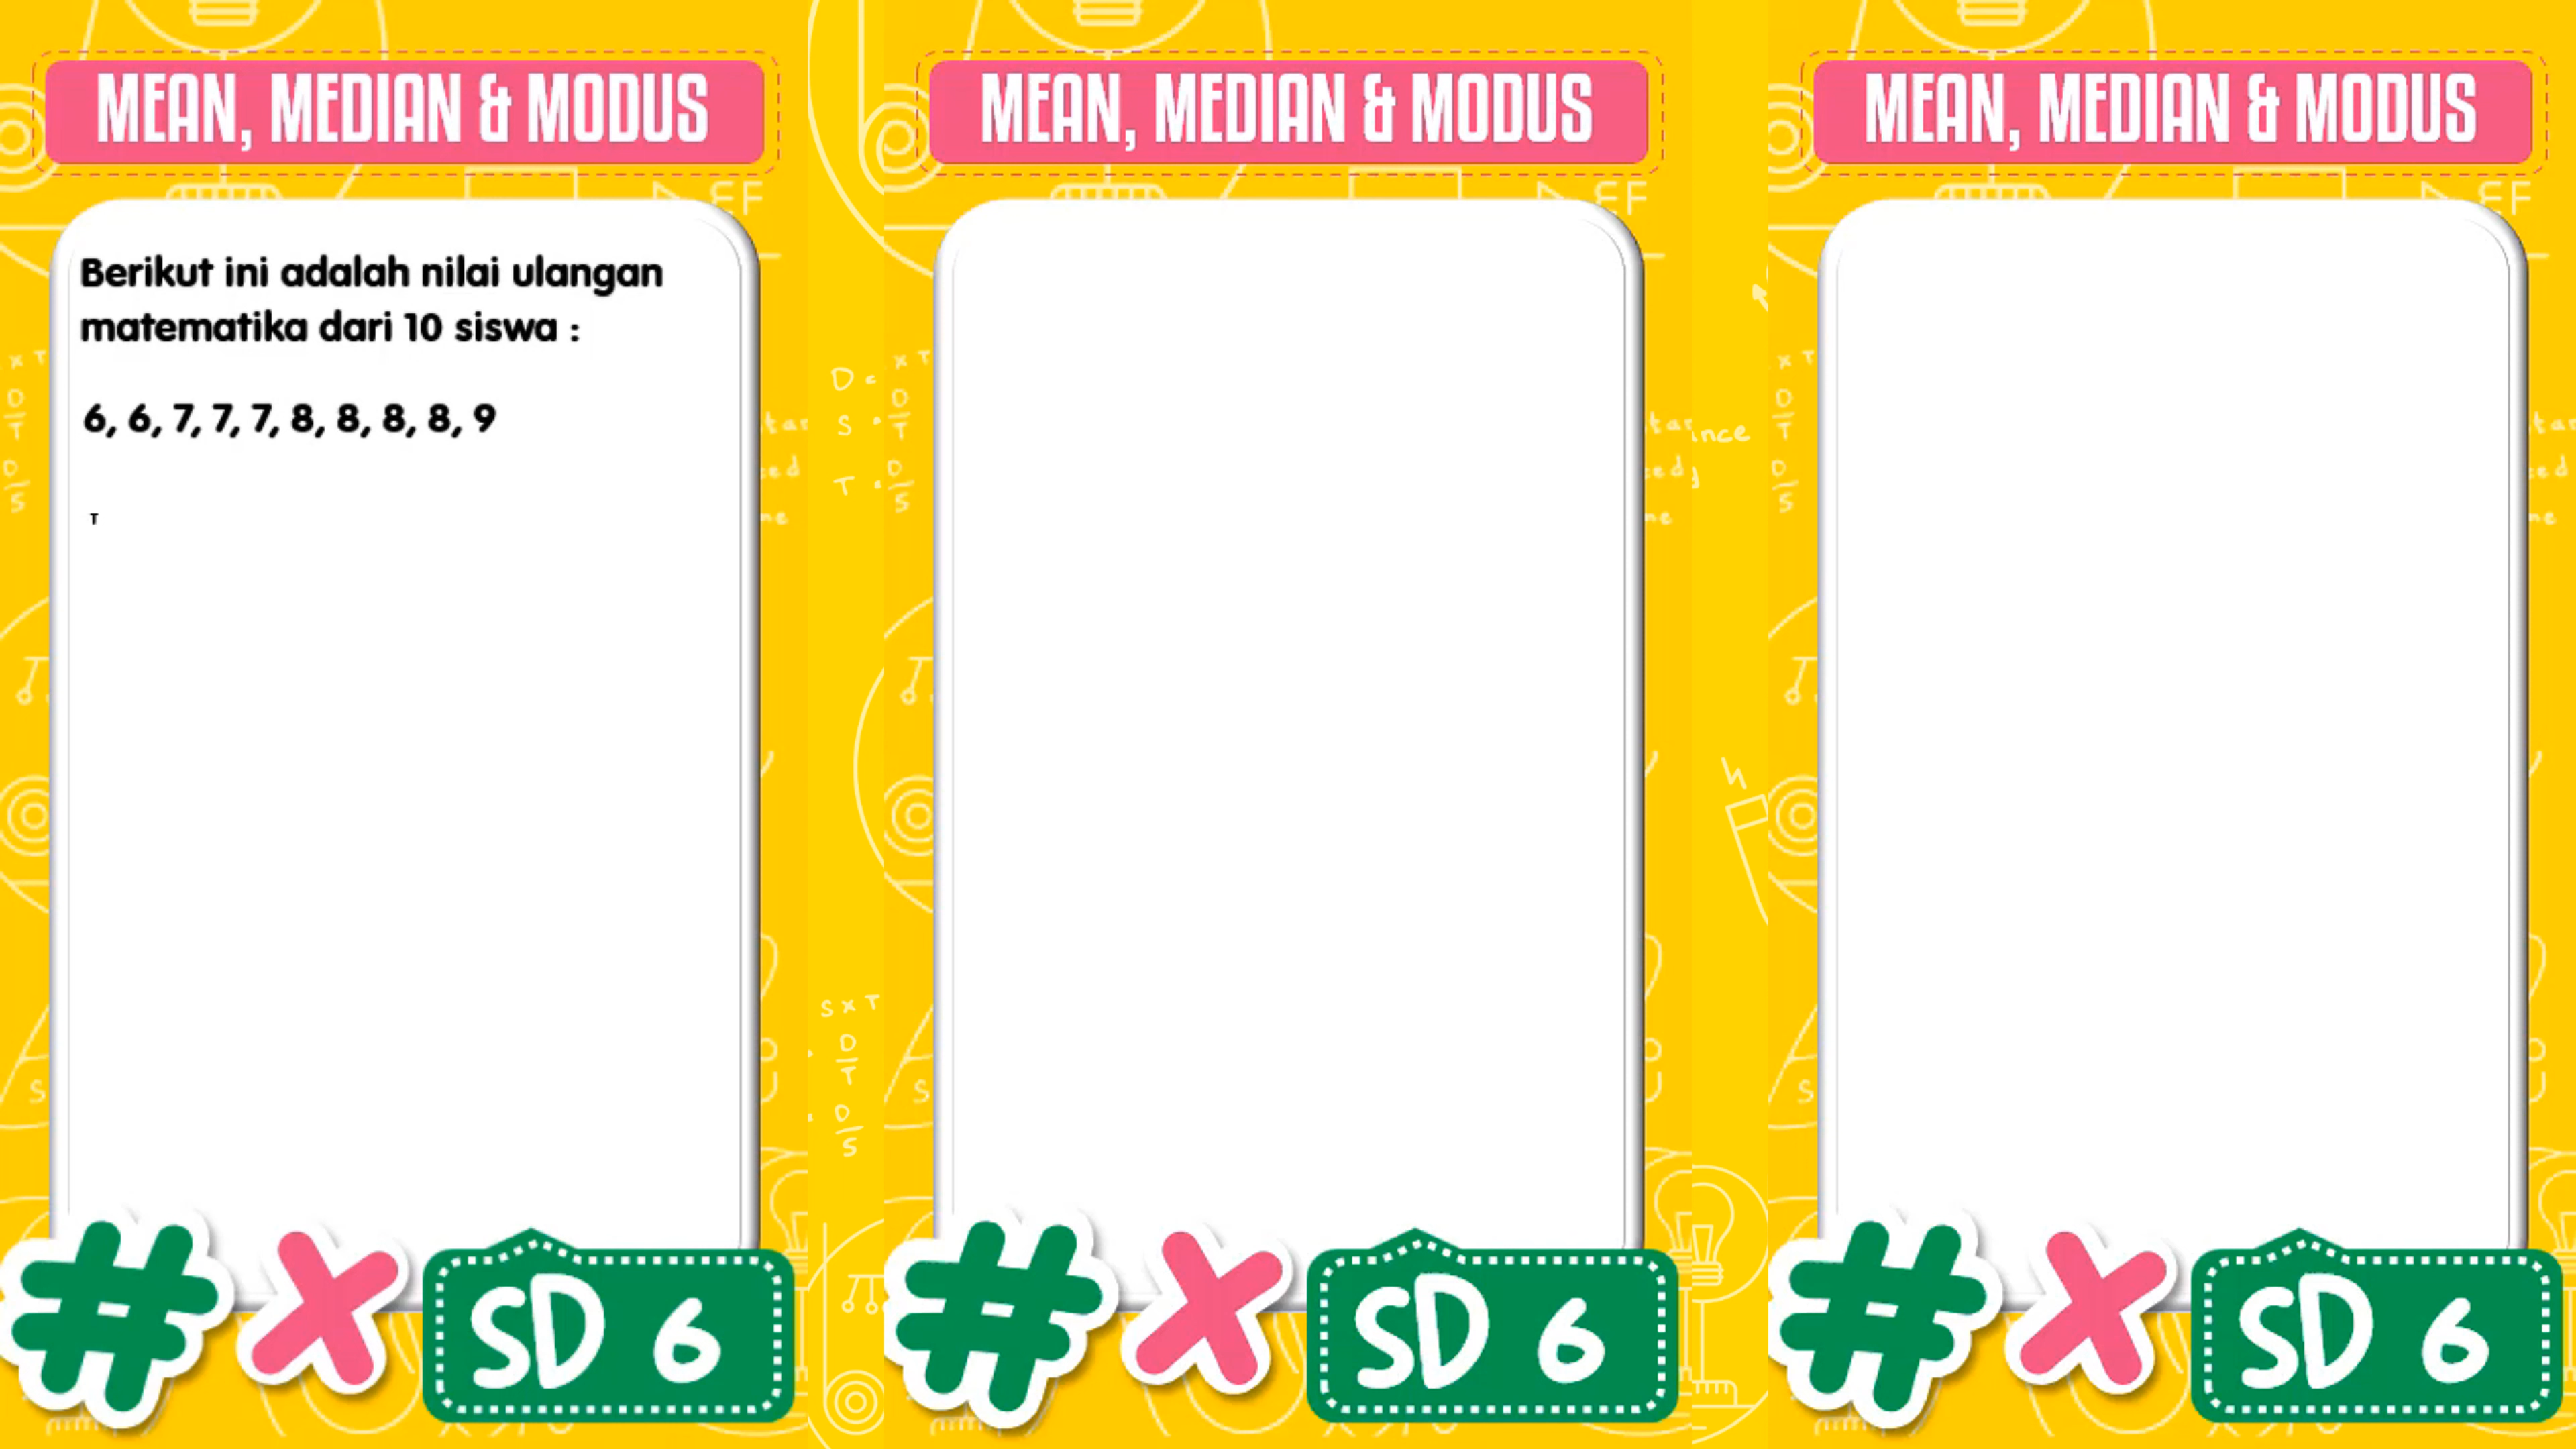 MEAN, MEDIAN & MODUS
Berikut ini adalah nilai ulangan
matematika dari 10 siswa :
6, 6, 7, 7, 7, 8, 8, 8, 8, 9
T
# X SD 6
MEAN, MEDIAN & MODUS
# X SD 6
MEAN, MEDIAN & MODUS
# X SD 6